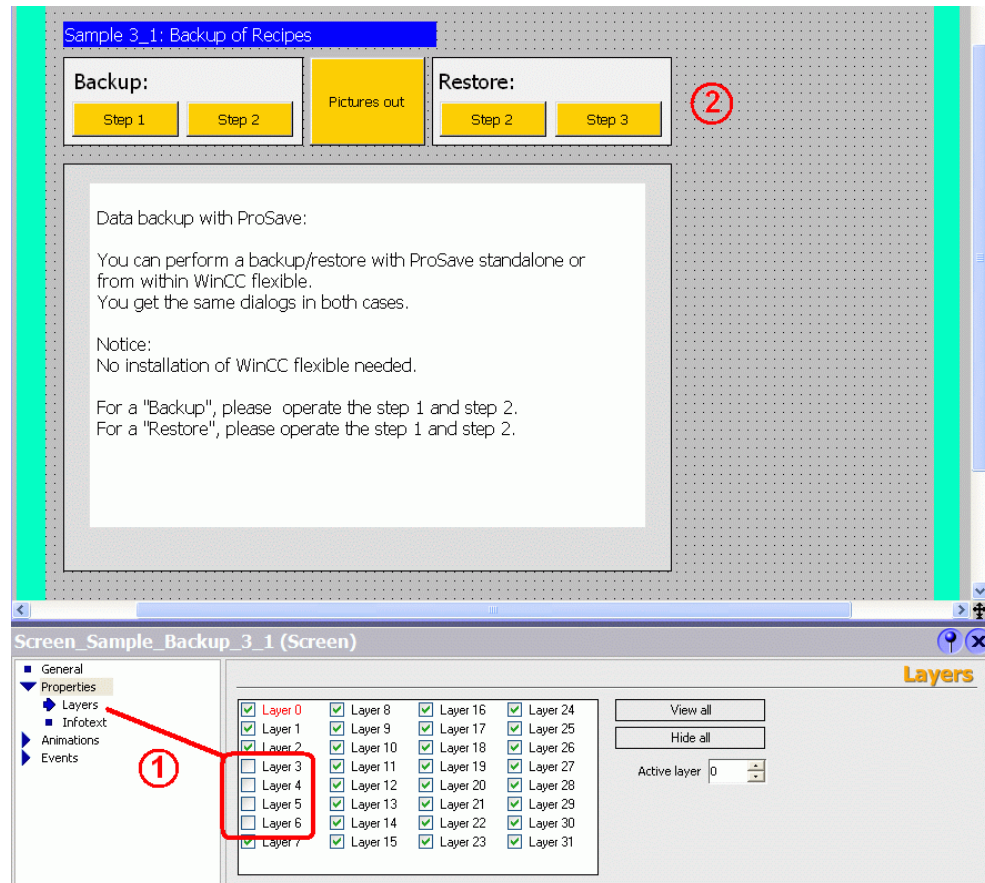 Sample 3_1: Backup of Recipes
Backup:
Step 1
Step 2
Pictures out
Restore:
Step 2
Step 3
2
Data backup with ProSave:
You can perform a backup/restore with ProSave standalone or
from within WinCC flexible.
You get the same dialogs in both cases.
Notice:
No installation of WinCC flexible needed.
For a "Backup", please operate the step 1 and step 2.
For a "Restore", please operate the step 1 and step 2.
Screen_Sample_Backup_3_1 (Screen)
General
Properties
Layers
Infotext
Animations
Events
1
Layers
Layer 0
Layer 1
Layer 2
Layer 3
Layer 4
Layer 5
Layer 6
Layer 7
Layer 8
Layer 9
Layer 10
Layer 11
Layer 12
Layer 13
Layer 14
Layer 15
Layer 16
Layer 17
Layer 18
Layer 19
Layer 20
Layer 21
Layer 22
Layer 23
Layer 24
Layer 25
Layer 26
Layer 27
Layer 28
Layer 29
Layer 30
Layer 31
View all
Hide all
Active layer 0